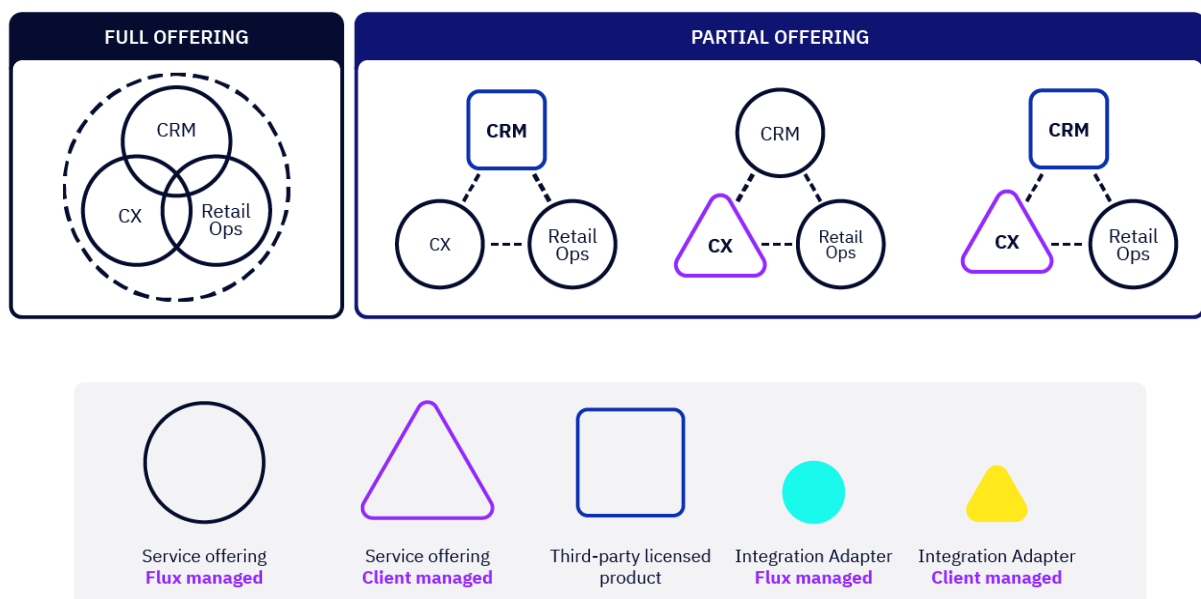 FULL OFFERING
CRM
CX
Retail
Ops
PARTIAL OFFERING
CRM
CX
Retail
Ops
CRM
CX
Retail
Ops
CRM
CX
Retail
Ops
Service offering
Flux managed
Service offering
Client managed
Third-party licensed
product
Integration Adapter
Flux managed
Integration Adapter
Client managed